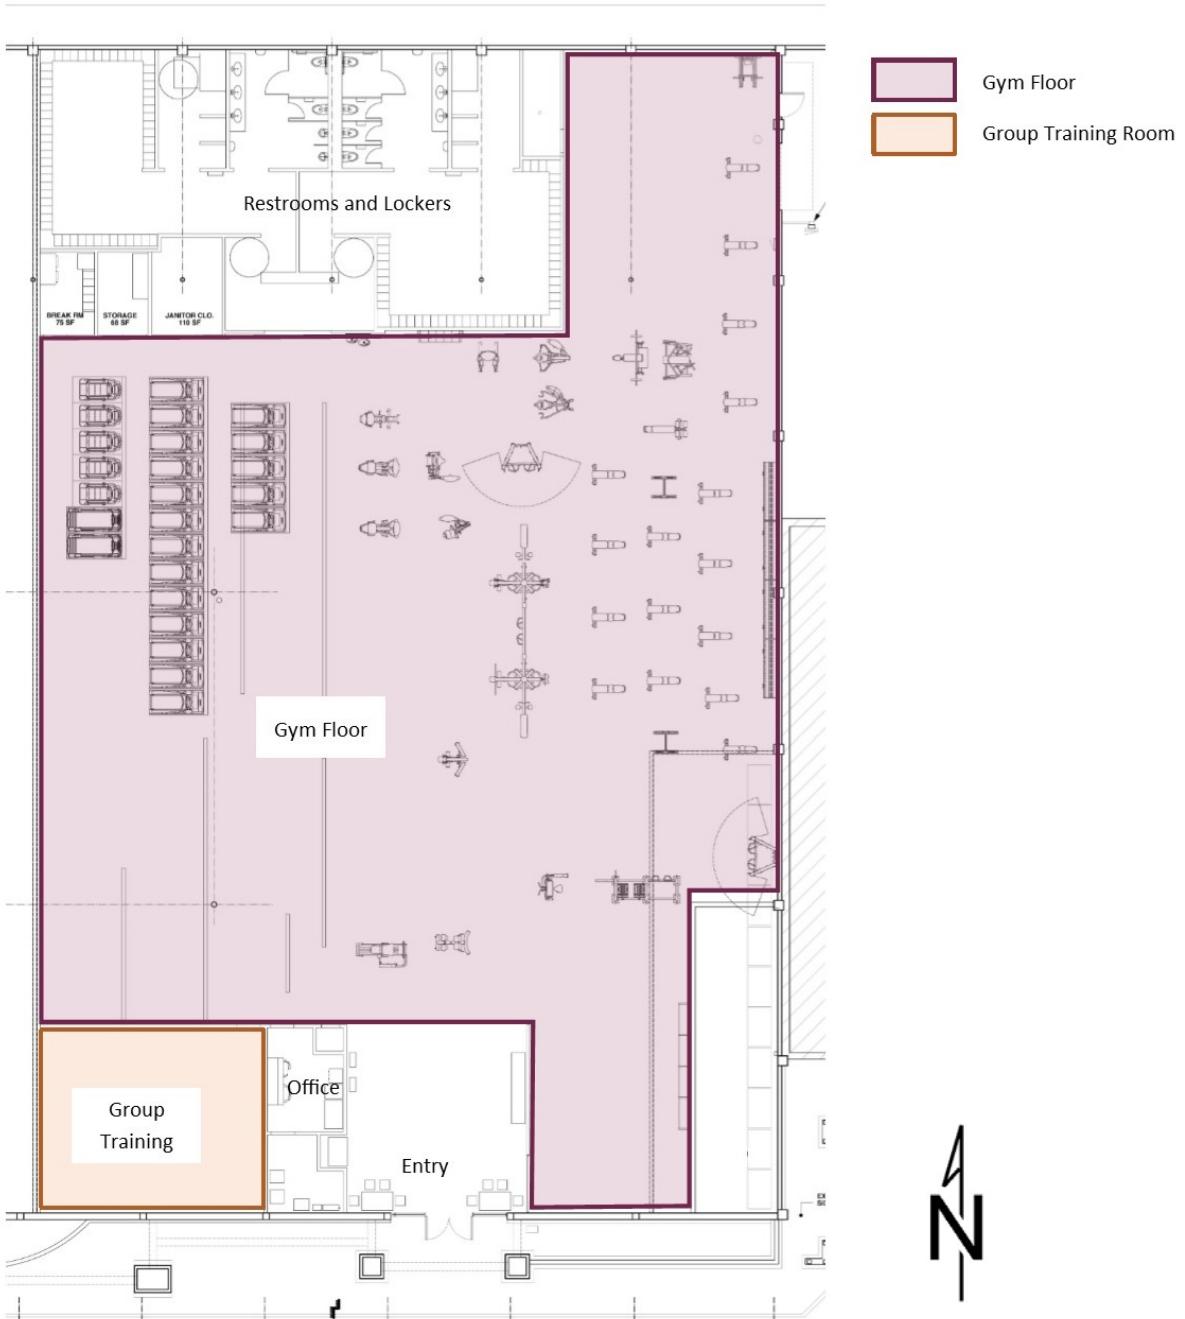 Gym Floor
Group Training Room
Restrooms and Lockers
BREAK RM
75 SF
STORAGE
68 SF
JANITOR CLO.
110 SF
Gym Floor
Group
Training
Office
Entry
N